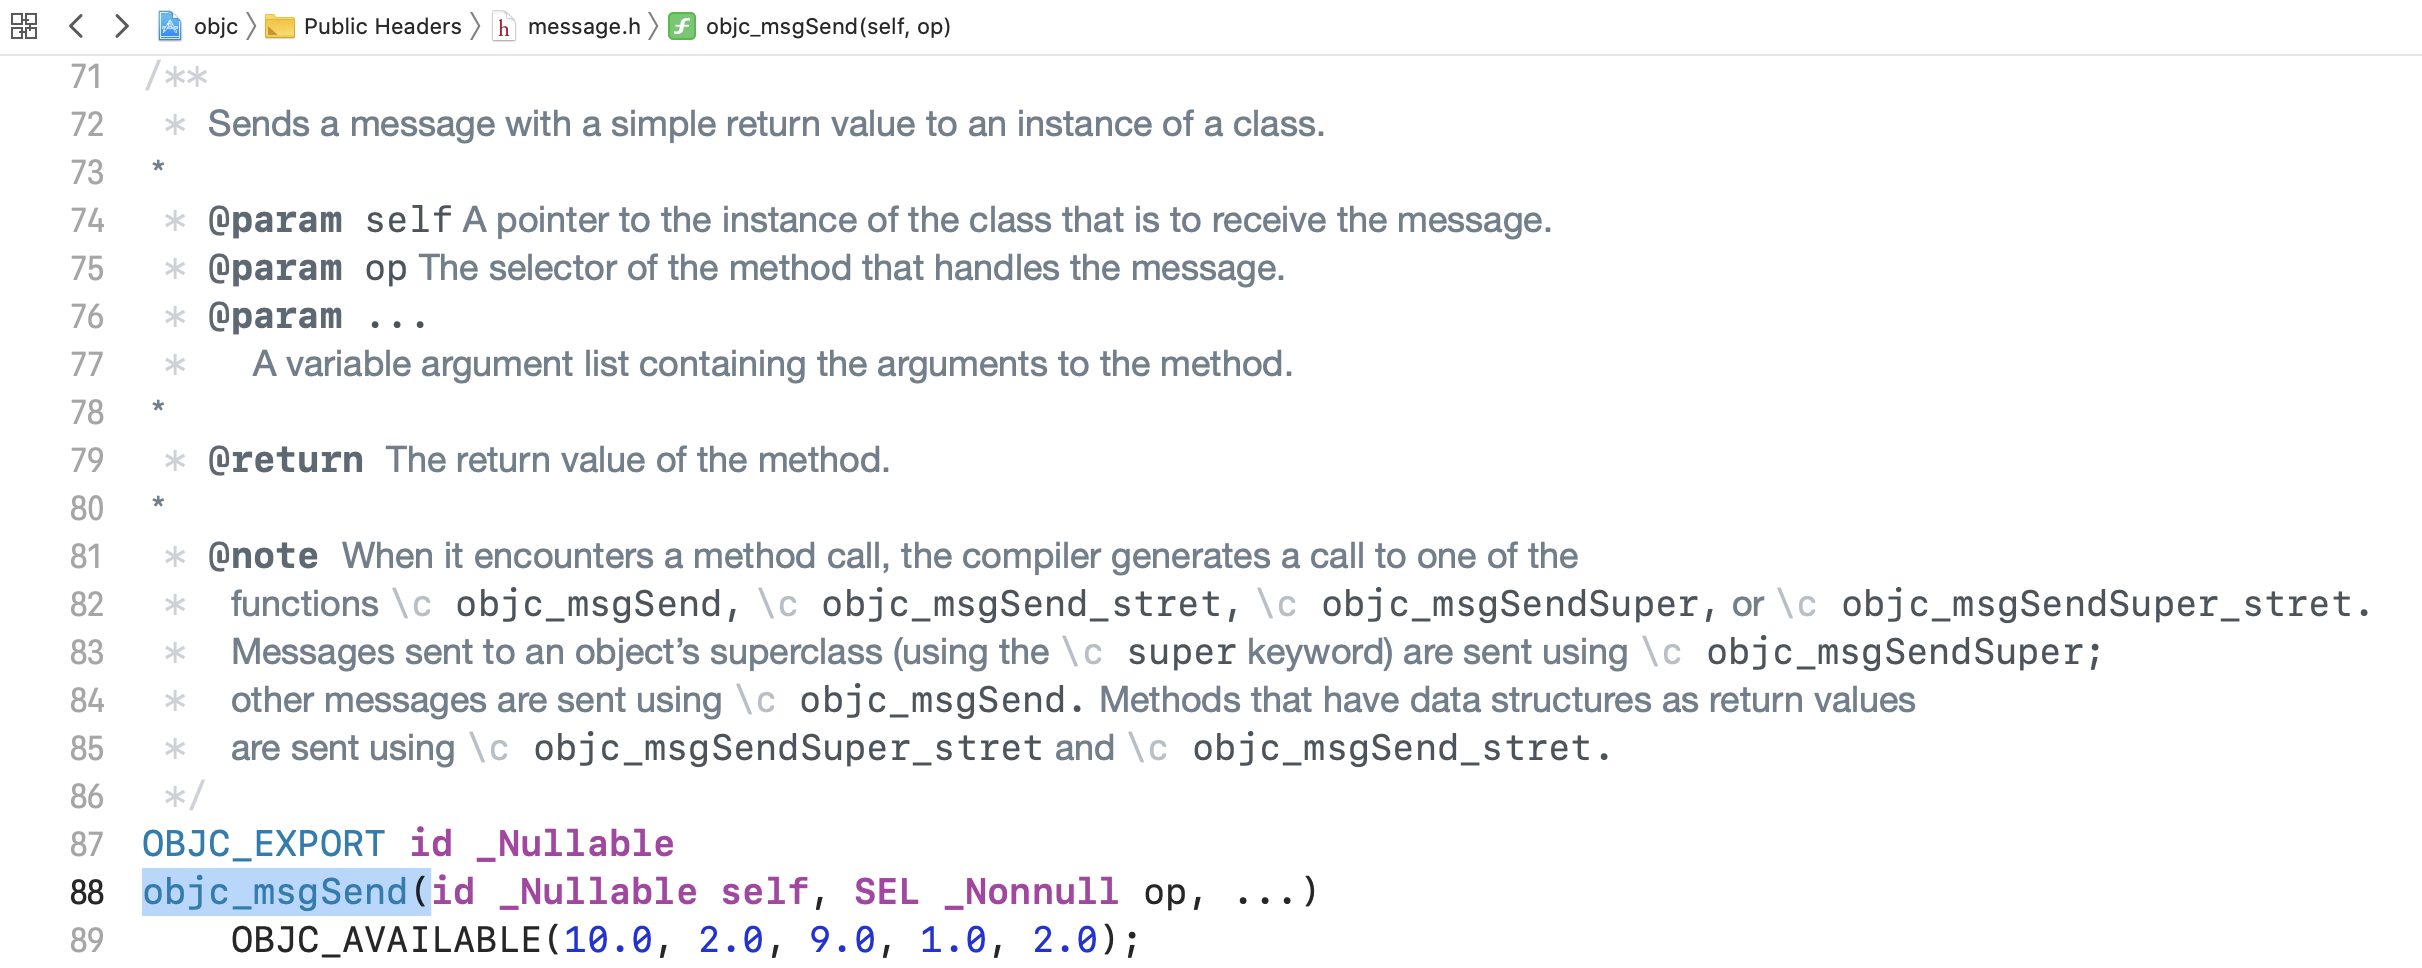 objc Public Headers message.h objc_msgSend(self, op)
71 /**
72 * Sends a message with a simple return value to an instance of a class.
73 *
74 * @param self A pointer to the instance of the class that is to receive the message.
75 * @param op The selector of the method that handles the message.
76 * @param ...
77 *   A variable argument list containing the arguments to the method.
78 *
79 * @return The return value of the method.
80 *
81 * @note When it encounters a method call, the compiler generates a call to one of the
82 *  functions \c objc_msgSend, \c objc_msgSend_stret, \c objc_msgSendSuper, or \c objc_msgSendSuper_stret.
83 *  Messages sent to an object’s superclass (using the \c super keyword) are sent using \c objc_msgSendSuper;
84 *  other messages are sent using \c objc_msgSend. Methods that have data structures as return values
85 *  are sent using \c objc_msgSendSuper_stret and \c objc_msgSend_stret.
86 */
87 OBJC_EXPORT id _Nullable
88 objc_msgSend(id _Nullable self, SEL _Nonnull op, ...)
89     OBJC_AVAILABLE(10.0, 2.0, 9.0, 1.0, 2.0);